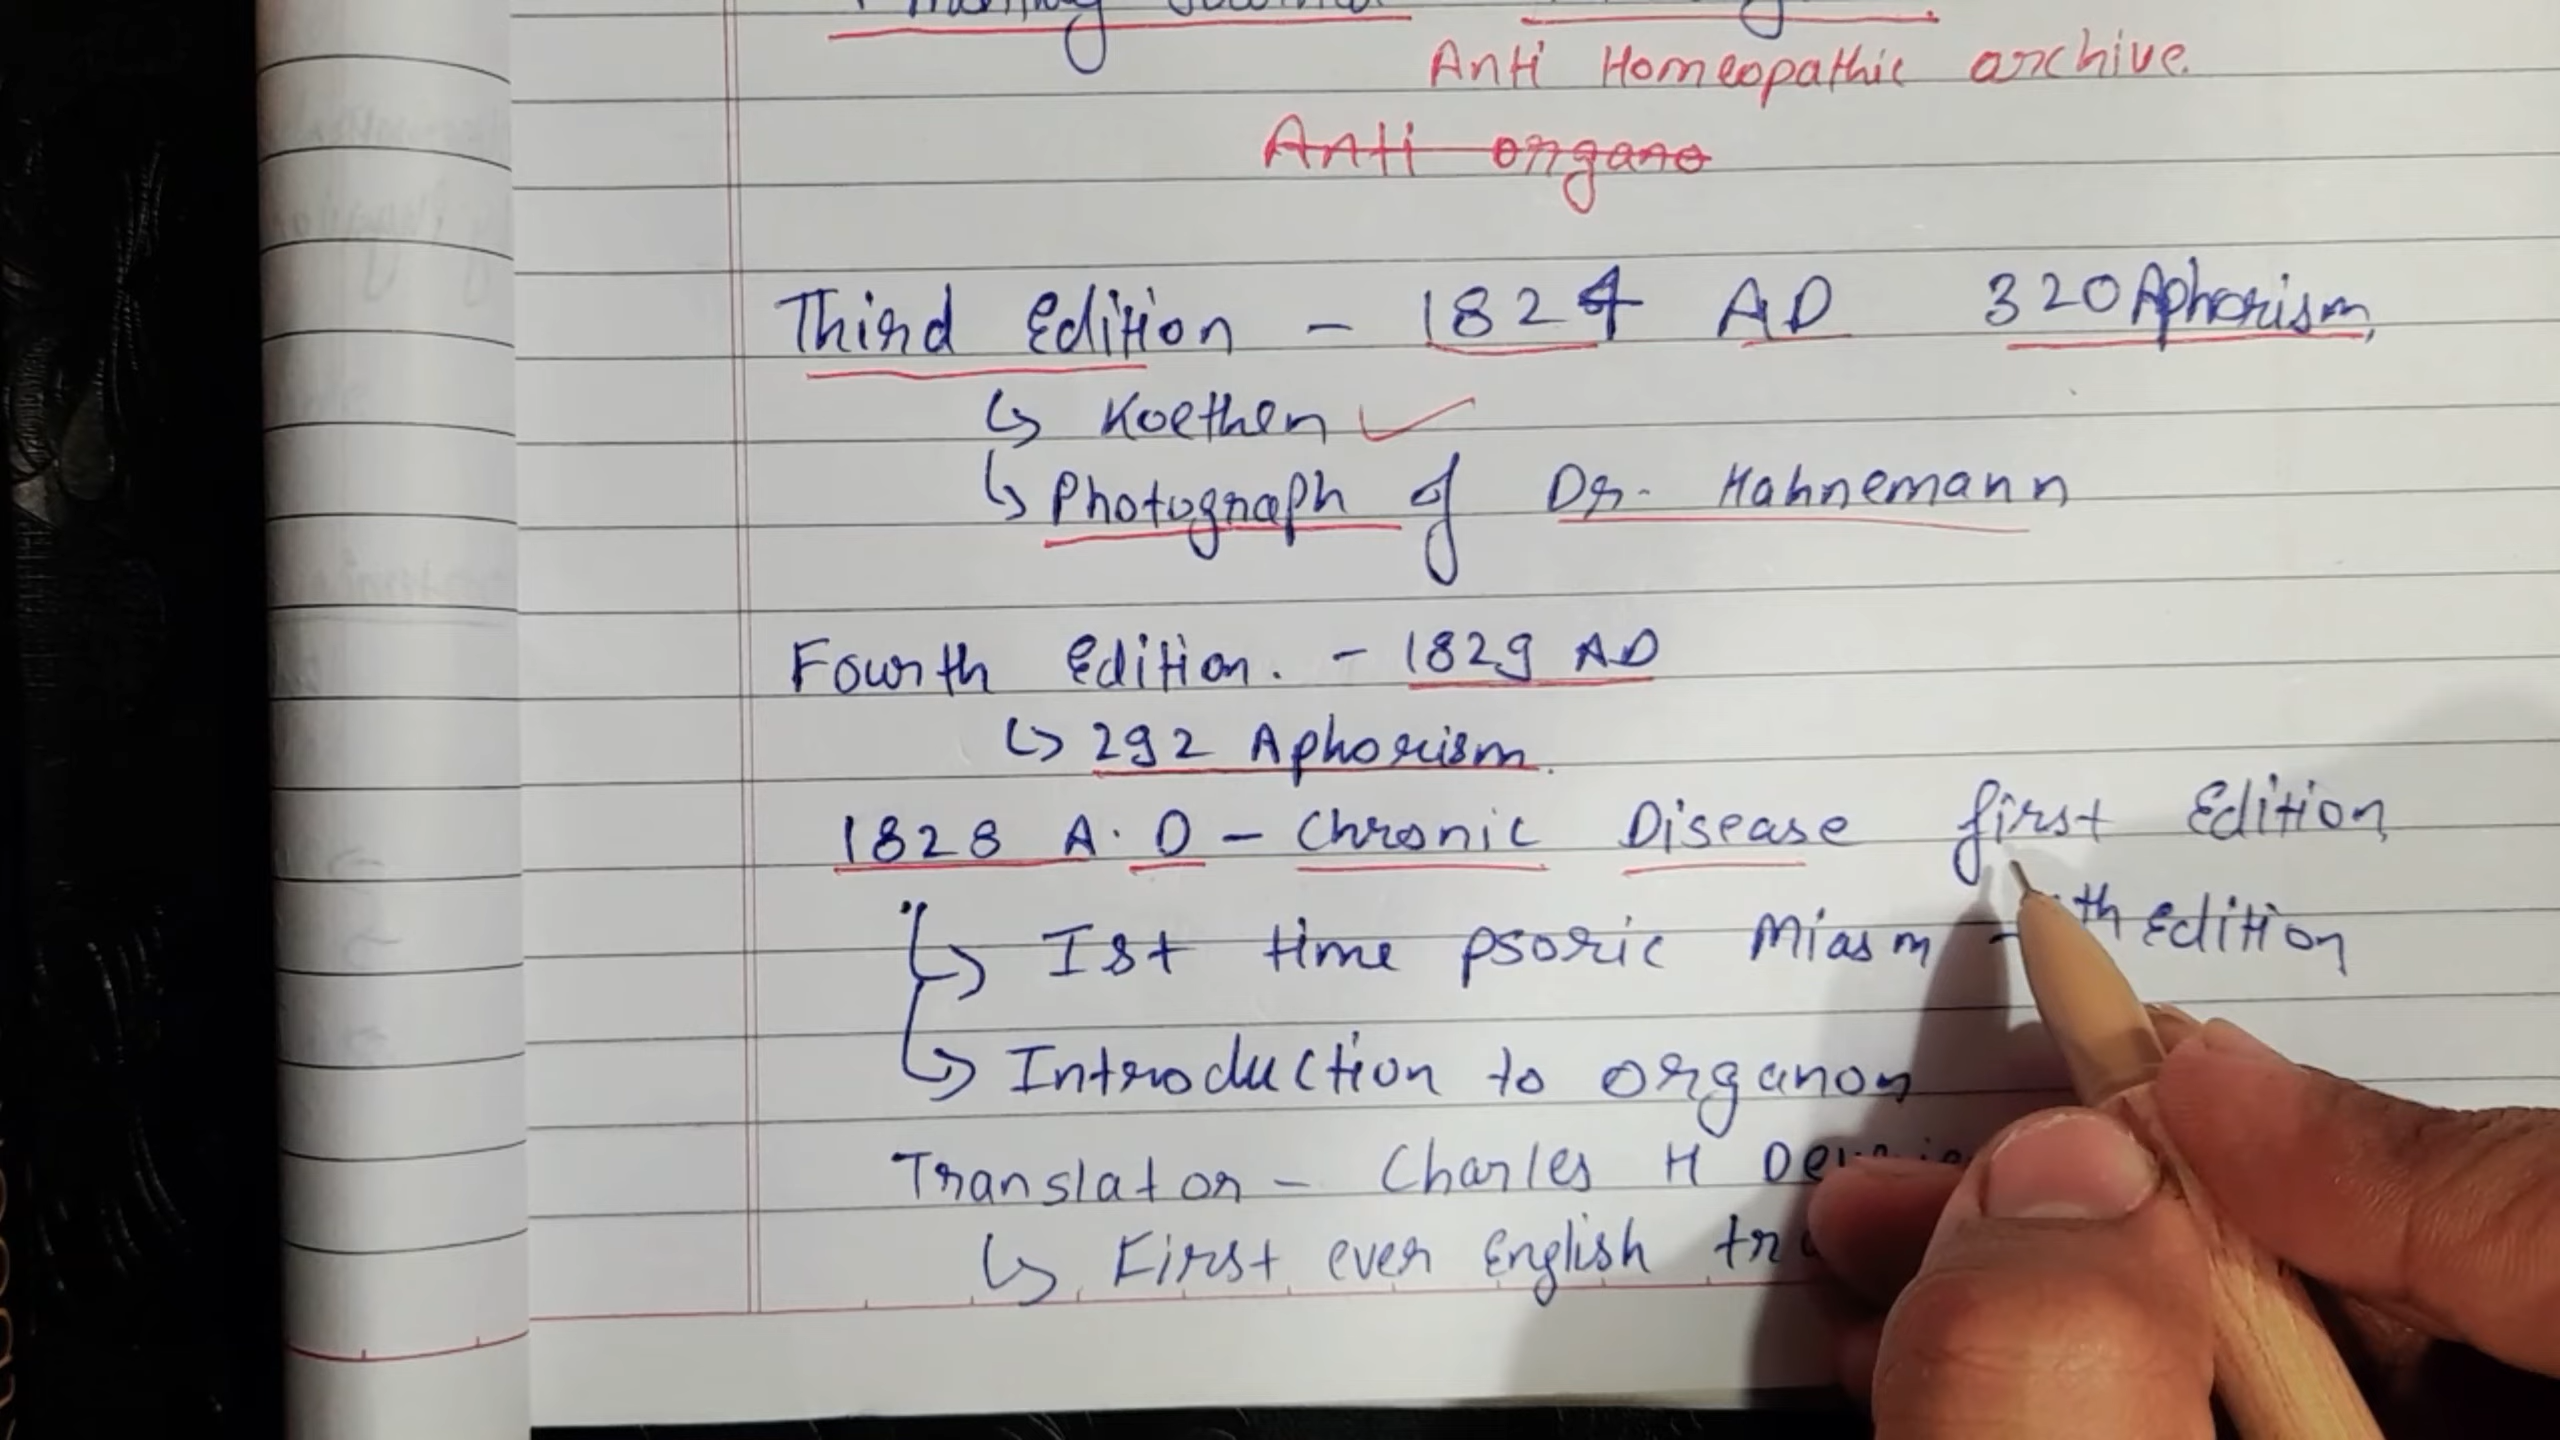 Anti Homeopathic archive.
Anti organo
Third Edition - 1824 AD 320 Aphorism,
↳ Koethen ✓
↳ Photograph of Dr. Hahnemann
Fourth Edition. - 1829 AD
↳ 292 Aphorism.
1828 A.D - Chronic Disease first Edition
↳ Ist time psoric Miasm - th Edition
↳ Introduction to organon
Translator - Charles H
↳ First ever English